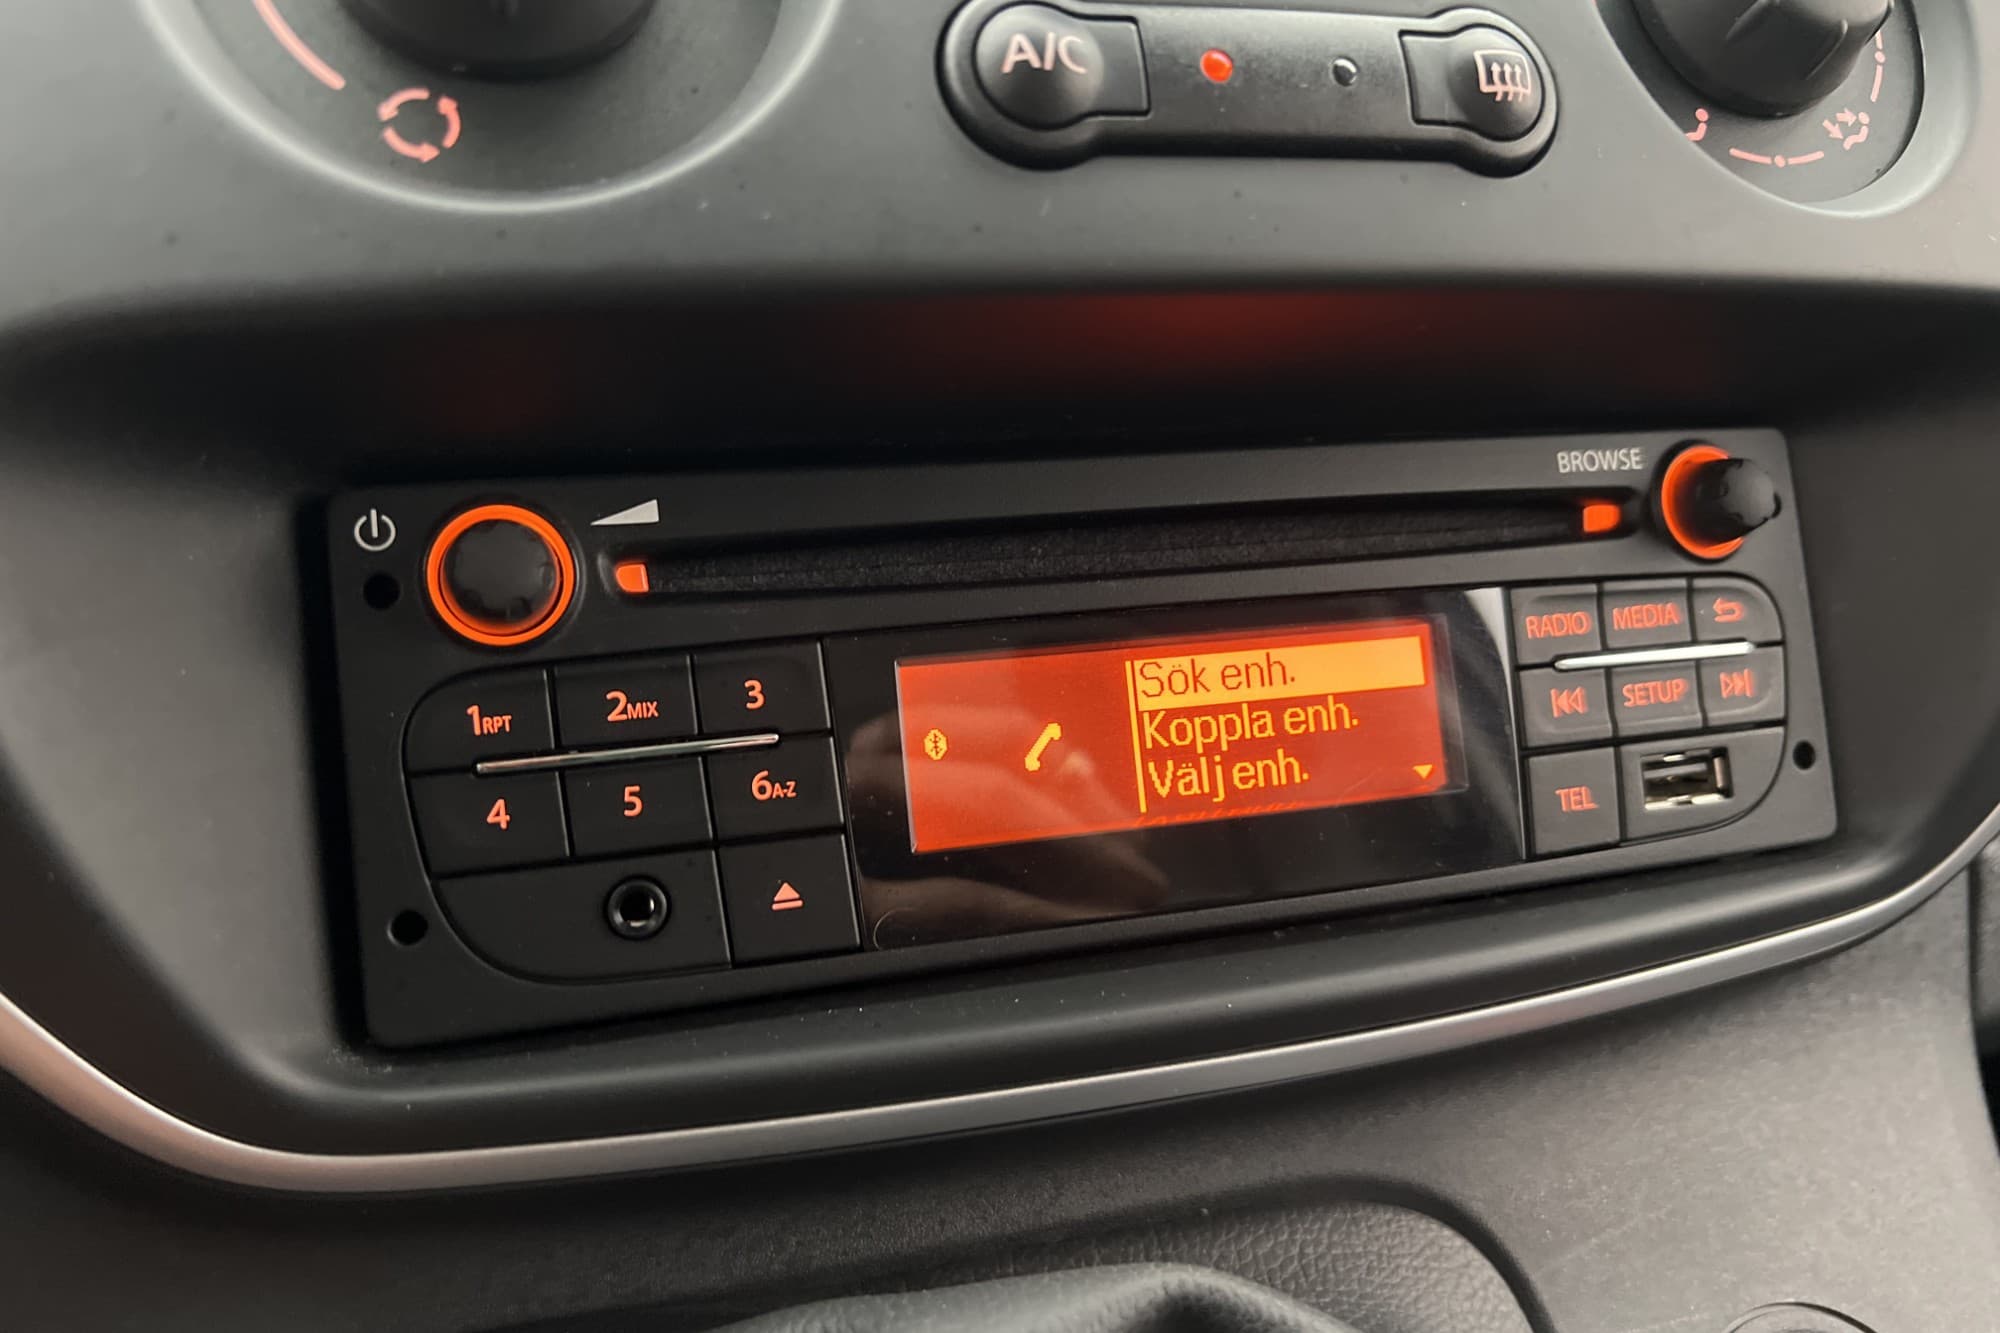 A/C
BROWSE
RADIO MEDIA
1RPT 2MIX 3
Sök enh.
Koppla enh.
Välj enh.
SETUP
4 5 6A-Z
TEL